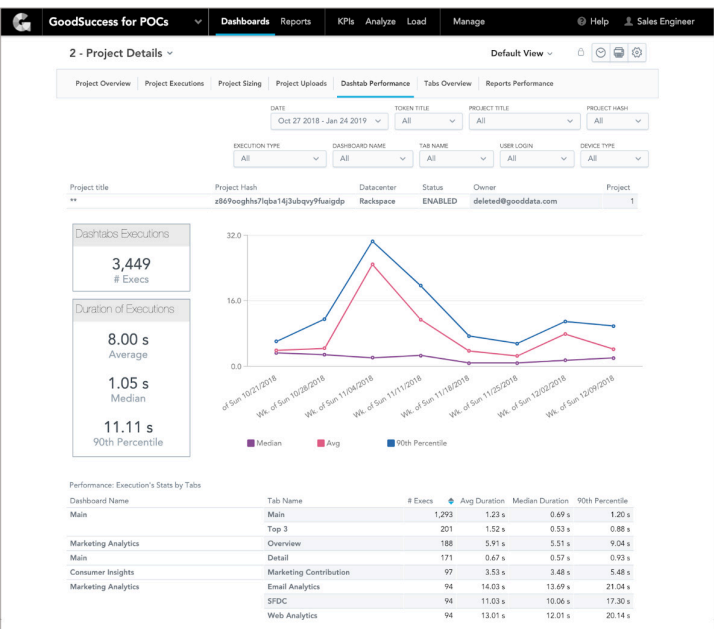 G GoodSuccess for POCs Dashboards Reports KPIs Analyze Load Manage Help Sales Engineer
2 - Project Details Default View
Project Overview Project Executions Project Sizing Project Uploads Dashtab Performance Tabs Overview Reports Performance
DATE TOKEN TITLE PROJECT TITLE PROJECT HASH
Oct 27 2018 - Jan 24 2019 All All All
EXECUTION TYPE DASHBOARD NAME TAB NAME USER LOGIN DEVICE TYPE
All All All All All
Project title Project Hash Datacenter Status Owner Project
** z869ooghhs7lqba14j3ubqvy9fuaigdp Rackspace ENABLED deleted@gooddata.com 1
Dashtabs Executions
3,449
# Execs
Duration of Executions
8.00 s
Average
1.05 s
Median
11.11 s
90th Percentile
32.0
16.0
0.0
of Sun 10/21/2018 Wk. of Sun 10/28/2018 Wk. of Sun 11/04/2018 Wk. of Sun 11/11/2018 Wk. of Sun 11/18/2018 Wk. of Sun 11/25/2018 Wk. of Sun 12/02/2018 Wk. of Sun 12/09/2018
Median Avg 90th Percentile
Performance: Execution's Stats by Tabs
Dashboard Name Tab Name # Execs Avg Duration Median Duration 90th Percentile
Main Main 1,293 1.23 s 0.69 s 1.20 s
Top 3 201 1.52 s 0.53 s 0.88 s
Marketing Analytics Overview 188 5.91 s 5.51 s 9.04 s
Main Detail 171 0.67 s 0.57 s 0.93 s
Consumer Insights Marketing Contribution 97 3.53 s 3.48 s 5.48 s
Marketing Analytics Email Analytics 94 14.03 s 13.69 s 21.04 s
SFDC 94 11.03 s 10.06 s 17.30 s
Web Analytics 94 13.01 s 12.01 s 20.14 s